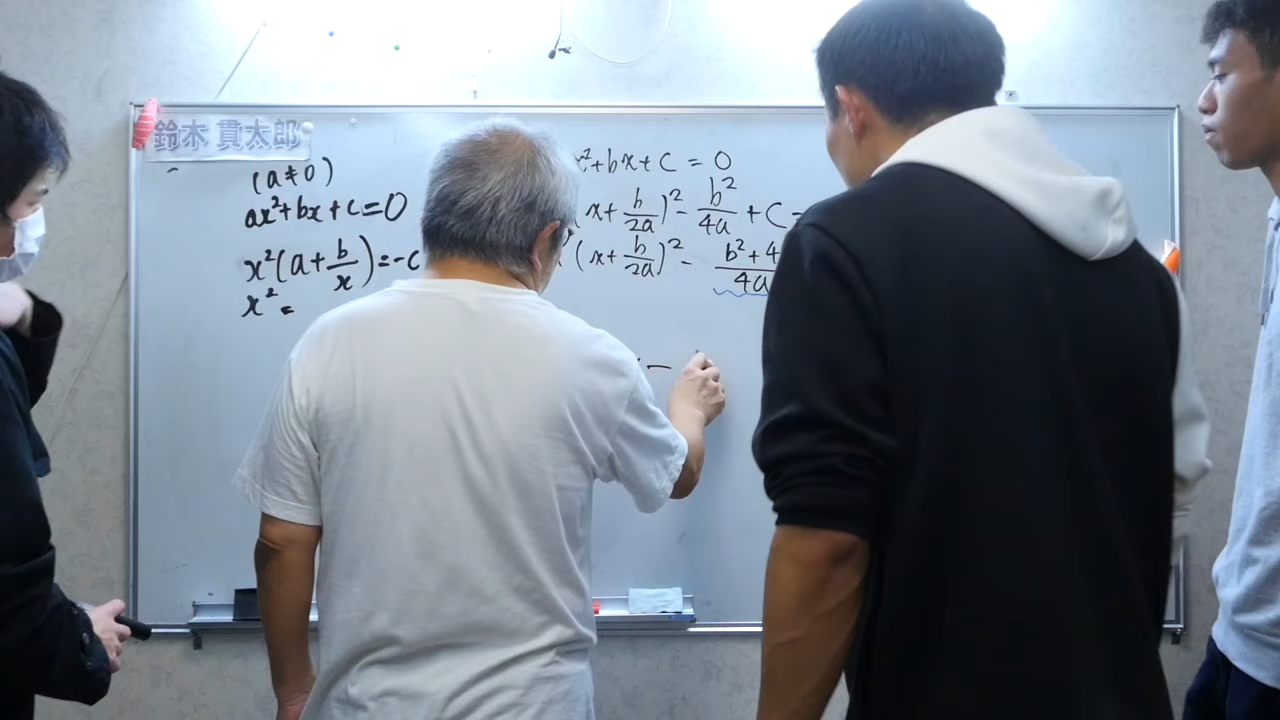 鈴木 貫太郎
(a≠0)
ax²+bx+c=0
x²(a+b/x)=-c
x²=
x²+bx+c=0
(x+b/2a)²-b²/4a+c=
(x+b/2a)²-b²+4/4a
-